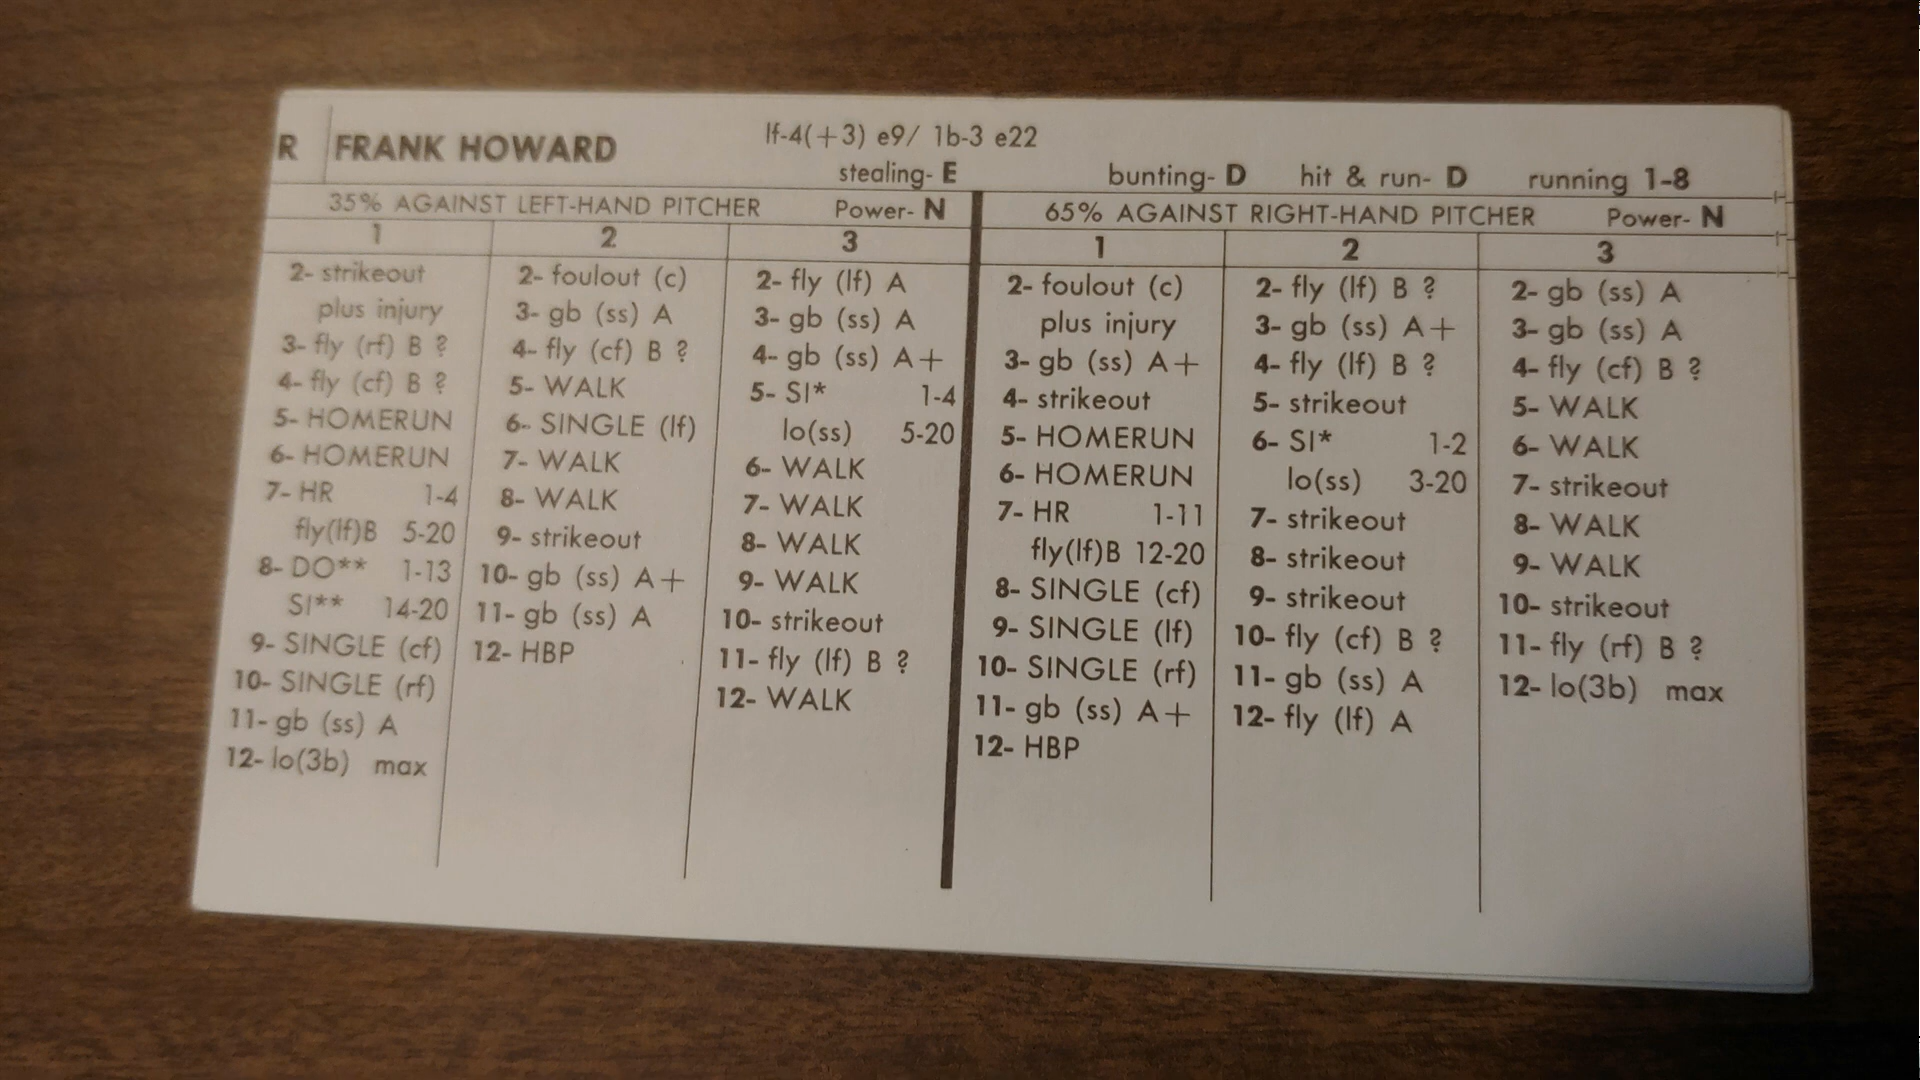 R FRANK HOWARD lf-4(+3) e9/ 1b-3 e22
stealing- E bunting- D hit & run- D running 1-8
35% AGAINST LEFT-HAND PITCHER Power- N
1 2 3
2- strikeout
plus injury
3- fly (rf) B ?
4- fly (cf) B ?
5- HOMERUN
6- HOMERUN
7- HR 1-4
fly(lf)B 5-20
8- DO** 1-13
SI** 14-20
9- SINGLE (cf)
10- SINGLE (rf)
11- gb (ss) A
12- lo(3b) max
2- foulout (c)
3- gb (ss) A
4- fly (cf) B ?
5- WALK
6- SINGLE (lf)
7- WALK
8- WALK
9- strikeout
10- gb (ss) A+
11- gb (ss) A
12- HBP
2- fly (lf) A
3- gb (ss) A
4- gb (ss) A+
5- SI* 1-4
lo(ss) 5-20
6- WALK
7- WALK
8- WALK
9- WALK
10- strikeout
11- fly (lf) B ?
12- WALK
65% AGAINST RIGHT-HAND PITCHER Power- N
1 2 3
2- foulout (c)
plus injury
3- gb (ss) A+
4- strikeout
5- HOMERUN
6- HOMERUN
7- HR 1-11
fly(lf)B 12-20
8- SINGLE (cf)
9- SINGLE (lf)
10- SINGLE (rf)
11- gb (ss) A+
12- HBP
2- fly (lf) B ?
3- gb (ss) A+
4- fly (lf) B ?
5- strikeout
6- SI* 1-2
lo(ss) 3-20
7- strikeout
8- strikeout
9- strikeout
10- fly (cf) B ?
11- gb (ss) A
12- fly (lf) A
2- gb (ss) A
3- gb (ss) A
4- fly (cf) B ?
5- WALK
6- WALK
7- strikeout
8- WALK
9- WALK
10- strikeout
11- fly (rf) B ?
12- lo(3b) max